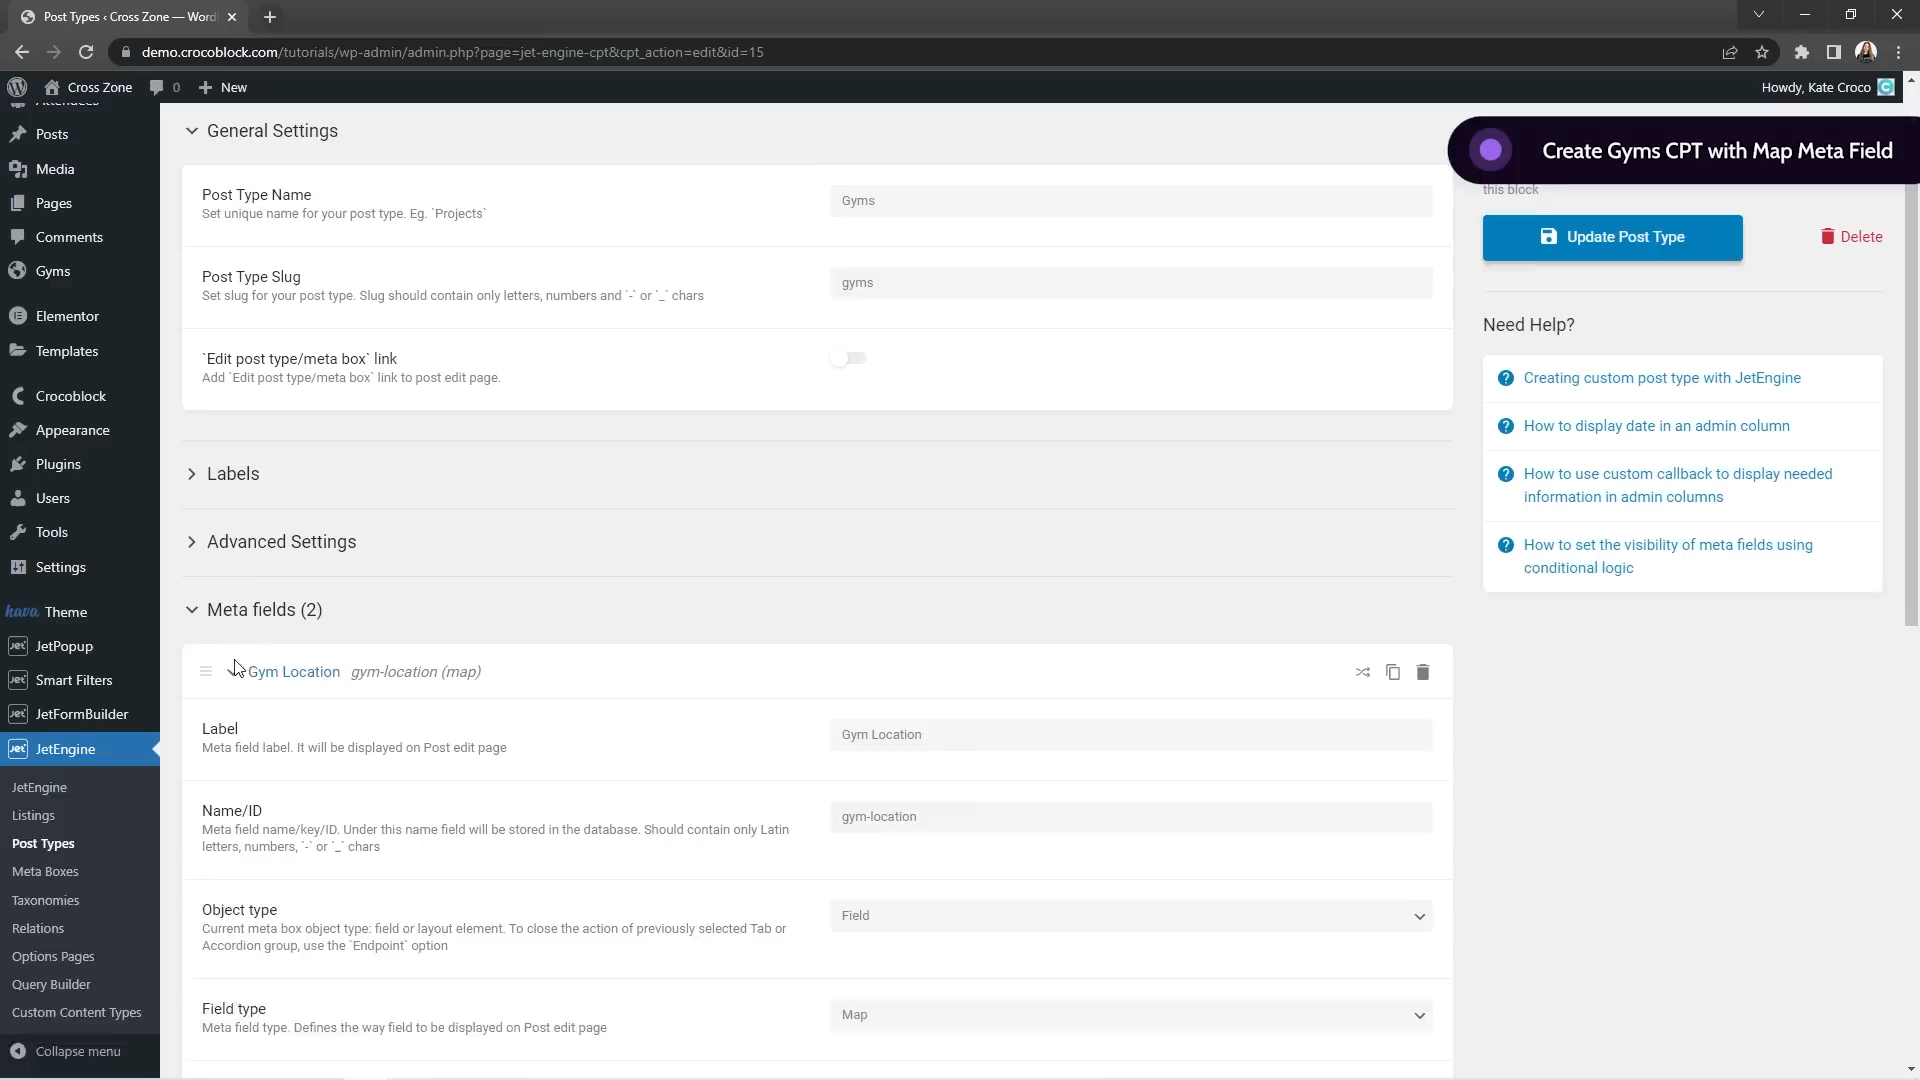 Post Types ‹ Cross Zone — Word
demo.crocoblock.com/tutorials/wp-admin/admin.php?page=jet-engine-cpt&cpt_action=edit&id=15
Cross Zone
0
New
Howdy, Kate Croco
Attendees
Posts
Media
Pages
Comments
Gyms
Elementor
Templates
Crocoblock
Appearance
Plugins
Users
Tools
Settings
kava Theme
JetPopup
Smart Filters
JetFormBuilder
JetEngine
JetEngine
Listings
Post Types
Meta Boxes
Taxonomies
Relations
Options Pages
Query Builder
Custom Content Types
Collapse menu
General Settings
Post Type Name
Set unique name for your post type. Eg. `Projects`
Gyms
Post Type Slug
Set slug for your post type. Slug should contain only letters, numbers and `-` or `_` chars
gyms
`Edit post type/meta box` link
Add `Edit post type/meta box` link to post edit page.
Labels
Advanced Settings
Meta fields (2)
Gym Location gym-location (map)
Label
Meta field label. It will be displayed on Post edit page
Gym Location
Name/ID
Meta field name/key/ID. Under this name field will be stored in the database. Should contain only Latin
letters, numbers, `-` or `_` chars
gym-location
Object type
Current meta box object type: field or layout element. To close the action of previously selected Tab or
Accordion group, use the `Endpoint` option
Field
Field type
Meta field type. Defines the way field to be displayed on Post edit page
Map
Create Gyms CPT with Map Meta Field
this block
Update Post Type
Delete
Need Help?
Creating custom post type with JetEngine
How to display date in an admin column
How to use custom callback to display needed
information in admin columns
How to set the visibility of meta fields using
conditional logic